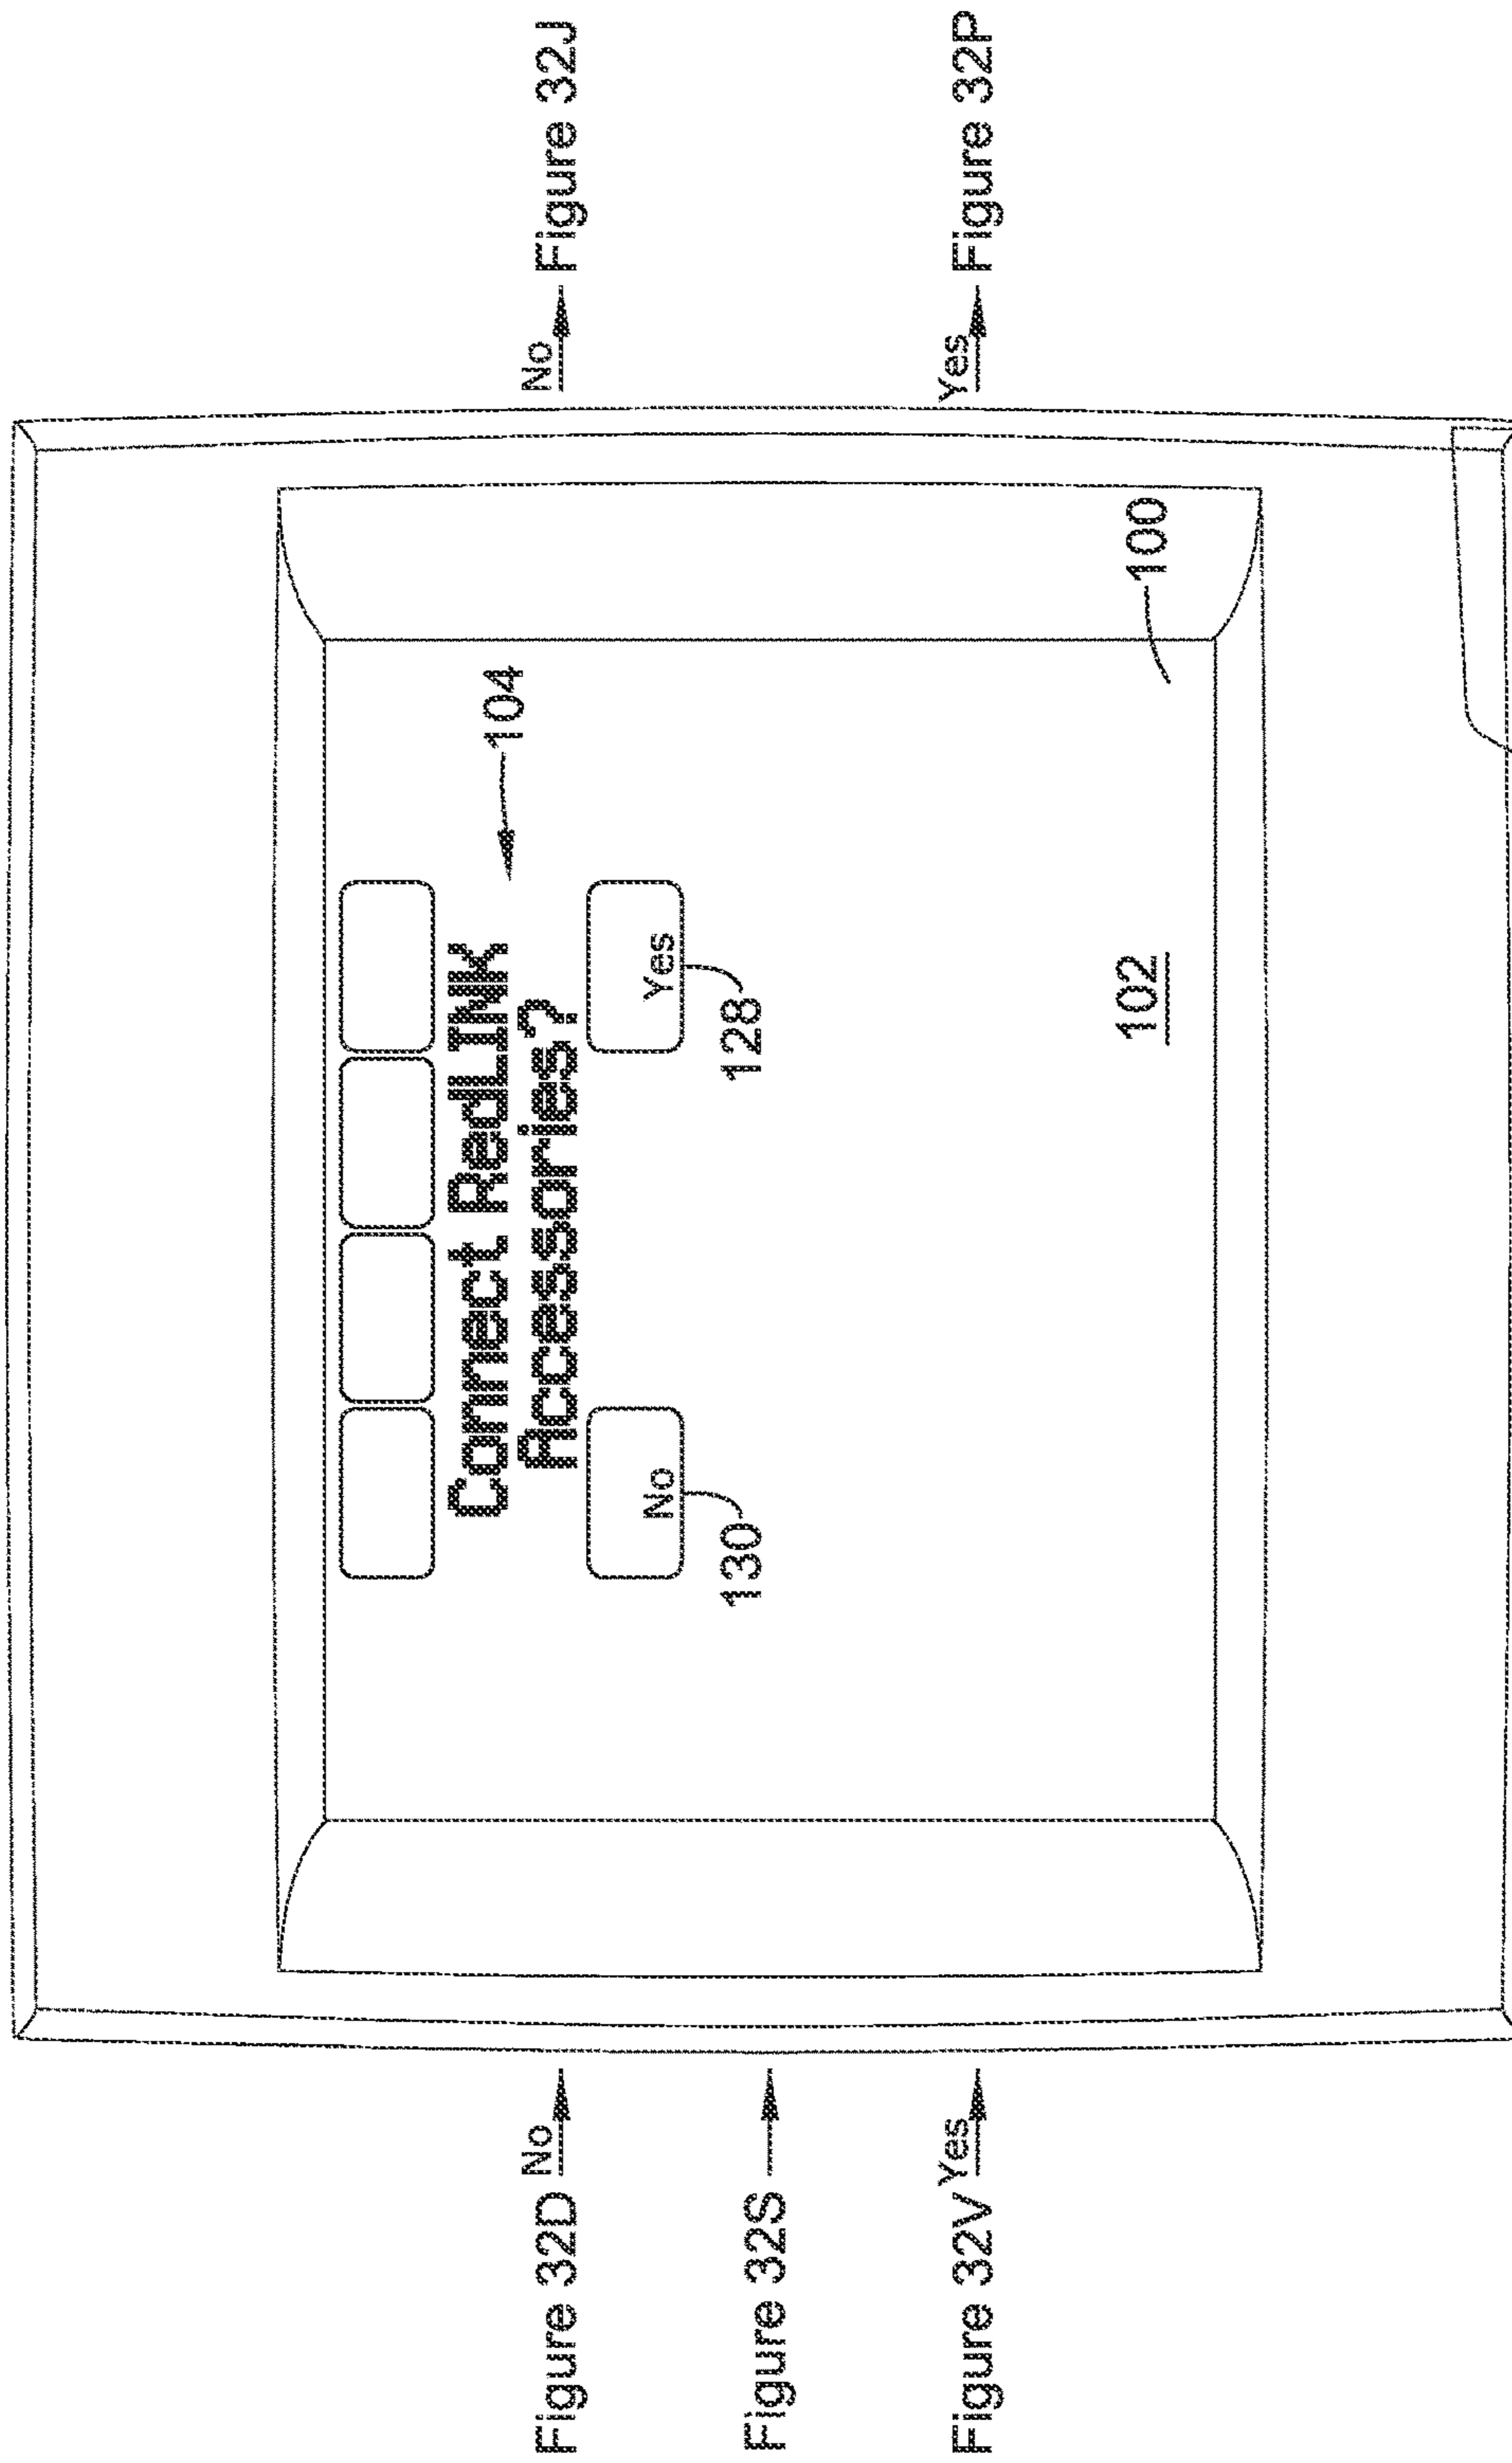 Figure 32D No
Figure 32S
Figure 32V Yes
Connect RedLINK
Accessories?
104
No
Yes
130
128
102
100
No Figure 32J
Yes Figure 32P